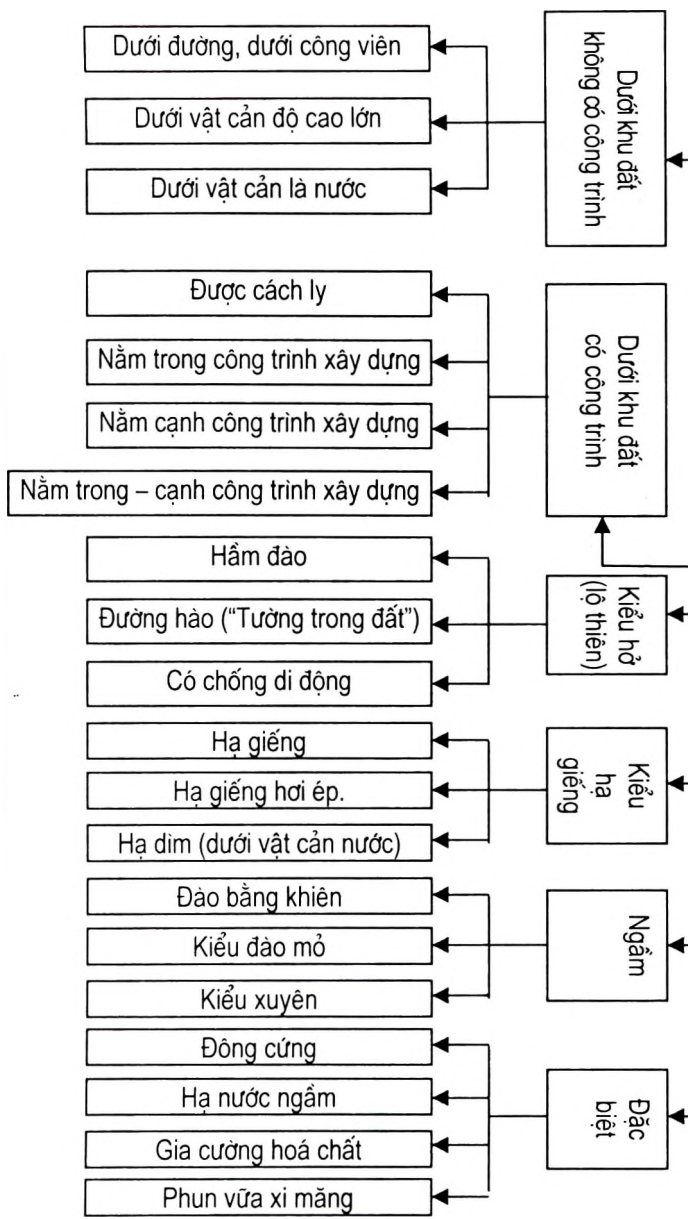 Dưới khu đất
không có công trình
Dưới đường, dưới công viên
Dưới vật cản độ cao lớn
Dưới vật cản là nước
Dưới khu đất
có công trình
Được cách ly
Nằm trong công trình xây dựng
Nằm cạnh công trình xây dựng
Nằm trong – cạnh công trình xây dựng
Kiểu hở
(lộ thiên)
Hầm đào
Đường hào (“Tường trong đất”)
Có chống di động
Kiểu
hạ
giếng
Hạ giếng
Hạ giếng hơi ép.
Hạ dìm (dưới vật cản nước)
Ngầm
Đào bằng khiên
Kiểu đào mỏ
Kiểu xuyên
Đặc
biệt
Đông cứng
Hạ nước ngầm
Gia cường hoá chất
Phun vữa xi măng